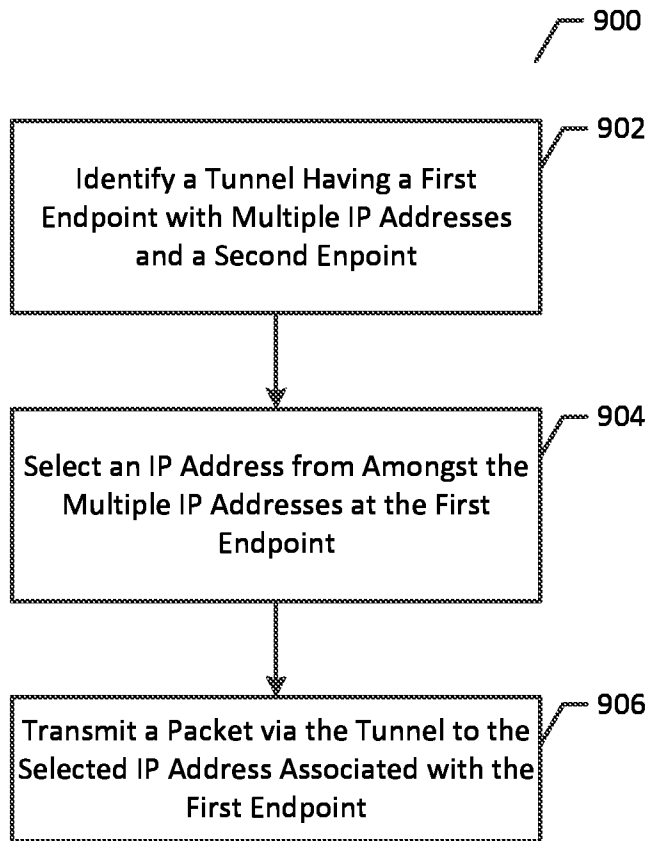 900
902
Identify a Tunnel Having a First
Endpoint with Multiple IP Addresses
and a Second Enpoint
904
Select an IP Address from Amongst the
Multiple IP Addresses at the First
Endpoint
906
Transmit a Packet via the Tunnel to the
Selected IP Address Associated with the
First Endpoint